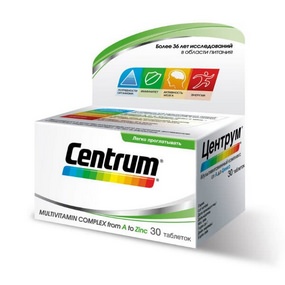 Более 36 лет исследований
в области питания
Легко проглатывать
Centrum®
MULTIVITAMIN COMPLEX from A to Zinc 30 таблеток
Центрум®
30 таблеток